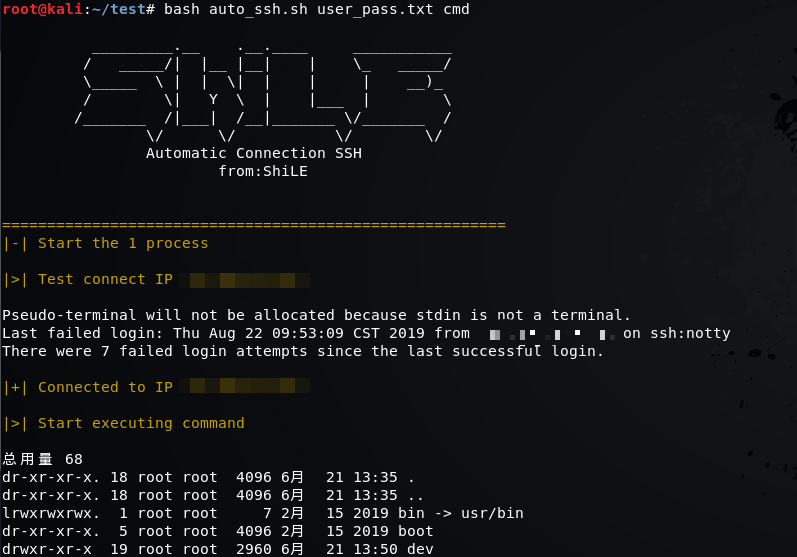 root@kali:~/test# bash auto_ssh.sh user_pass.txt cmd
ShiLE
Automatic Connection SSH
from:ShiLE
========================================================
|-| Start the 1 process
|>| Test connect IP
Pseudo-terminal will not be allocated because stdin is not a terminal.
Last failed login: Thu Aug 22 09:53:09 CST 2019 from on ssh:notty
There were 7 failed login attempts since the last successful login.
|+| Connected to IP
|>| Start executing command
总用量 68
dr-xr-xr-x. 18 root root  4096 6月   21 13:35 .
dr-xr-xr-x. 18 root root  4096 6月   21 13:35 ..
lrwxrwxrwx.  1 root root     7 2月   15 2019 bin -> usr/bin
dr-xr-xr-x.  5 root root  4096 2月   15 2019 boot
drwxr-xr-x  19 root root  2960 6月   21 13:50 dev